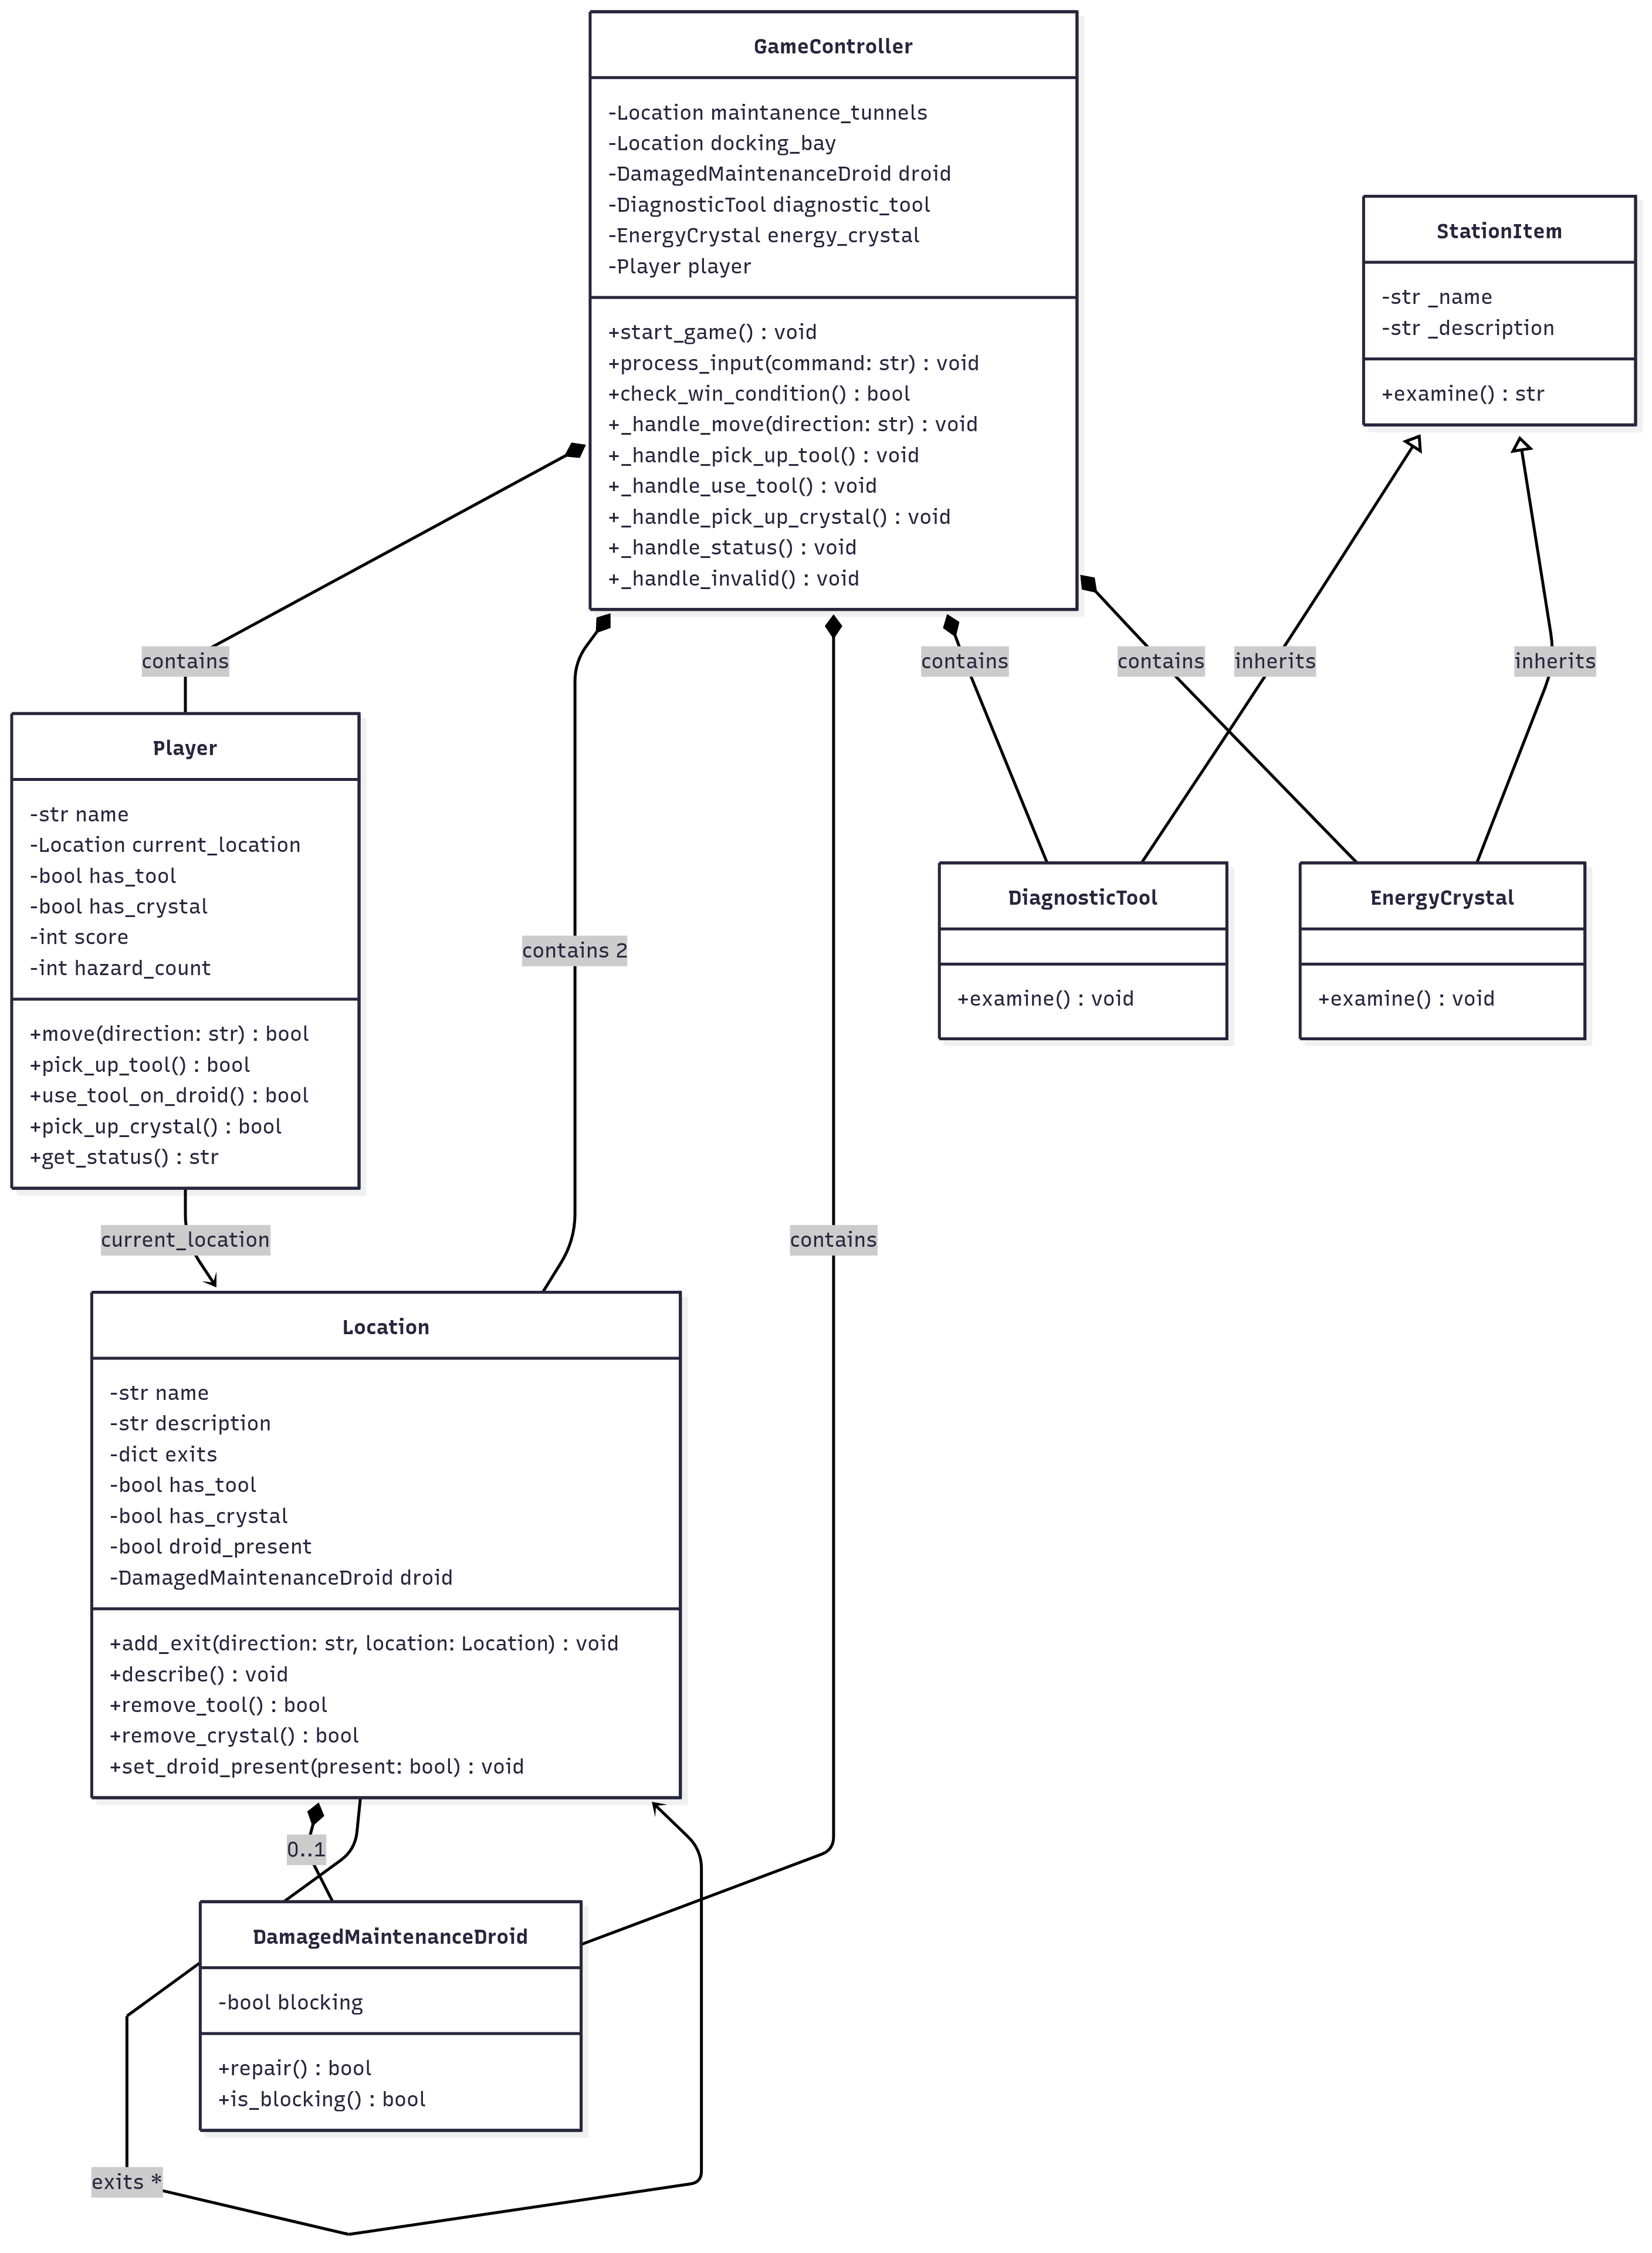 GameController
-Location maintanence_tunnels
-Location docking_bay
-DamagedMaintenanceDroid droid
-DiagnosticTool diagnostic_tool
-EnergyCrystal energy_crystal
-Player player
+start_game() : void
+process_input(command: str) : void
+check_win_condition() : bool
+_handle_move(direction: str) : void
+_handle_pick_up_tool() : void
+_handle_use_tool() : void
+_handle_pick_up_crystal() : void
+_handle_status() : void
+_handle_invalid() : void
StationItem
-str _name
-str _description
+examine() : str
contains
contains
contains
inherits
inherits
Player
-str name
-Location current_location
-bool has_tool
-bool has_crystal
-int score
-int hazard_count
+move(direction: str) : bool
+pick_up_tool() : bool
+use_tool_on_droid() : bool
+pick_up_crystal() : bool
+get_status() : str
contains 2
DiagnosticTool
+examine() : void
EnergyCrystal
+examine() : void
current_location
contains
Location
-str name
-str description
-dict exits
-bool has_tool
-bool has_crystal
-bool droid_present
-DamagedMaintenanceDroid droid
+add_exit(direction: str, location: Location) : void
+describe() : void
+remove_tool() : bool
+remove_crystal() : bool
+set_droid_present(present: bool) : void
0..1
DamagedMaintenanceDroid
-bool blocking
+repair() : bool
+is_blocking() : bool
exits *